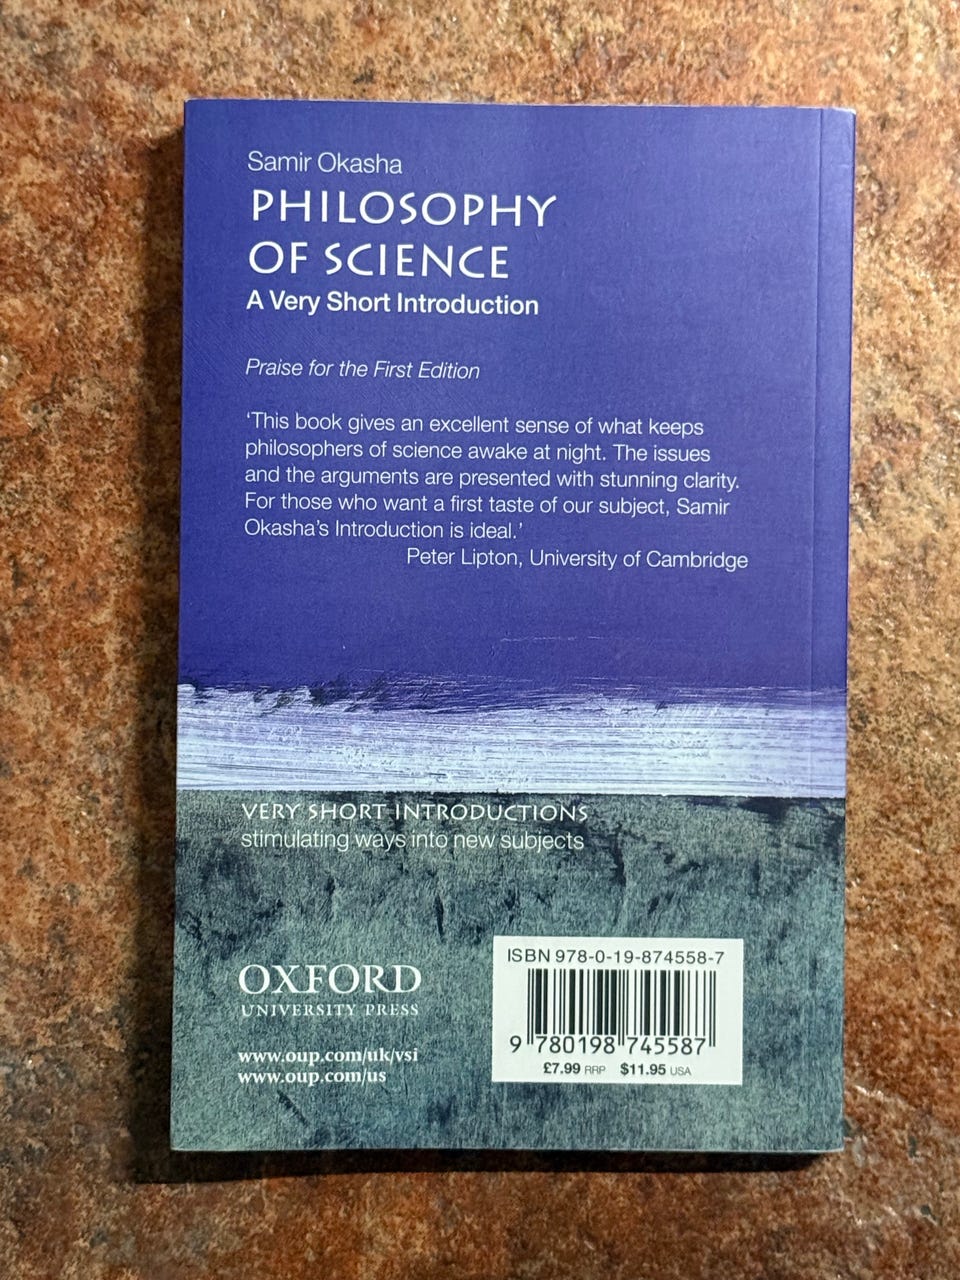 Samir Okasha
PHILOSOPHY
OF SCIENCE
A Very Short Introduction
Praise for the First Edition
‘This book gives an excellent sense of what keeps
philosophers of science awake at night. The issues
and the arguments are presented with stunning clarity.
For those who want a first taste of our subject, Samir
Okasha’s Introduction is ideal.’
Peter Lipton, University of Cambridge
VERY SHORT INTRODUCTIONS
stimulating ways into new subjects
OXFORD
UNIVERSITY PRESS
www.oup.com/uk/vsi
www.oup.com/us
ISBN 978-0-19-874558-7
9 780198 745587
£7.99 RRP $11.95 USA